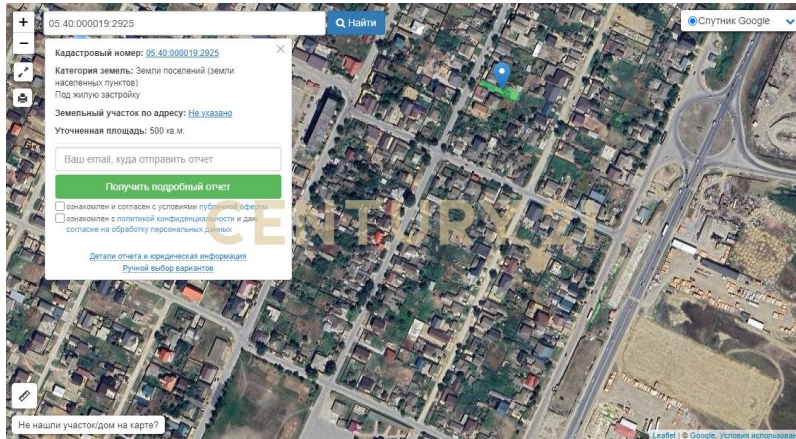 +
−
05:40:000019:2925
Найти
Спутник Google
Кадастровый номер: 05:40:000019:2925
Категория земель: Земли поселений (земли
населенных пунктов)
Под жилую застройку
Земельный участок по адресу: Не указано
Уточненная площадь: 500 кв.м.
Ваш email, куда отправить отчет
Получить подробный отчет
ознакомлен и согласен с условиями публичной оферты
ознакомлен с политикой конфиденциальности и даю
согласие на обработку персональных данных
CENTURY 21
Детали отчета и юридическая информация
Ручной выбор вариантов
Не нашли участок/дом на карте?
Leaflet | © Google, Условия использован